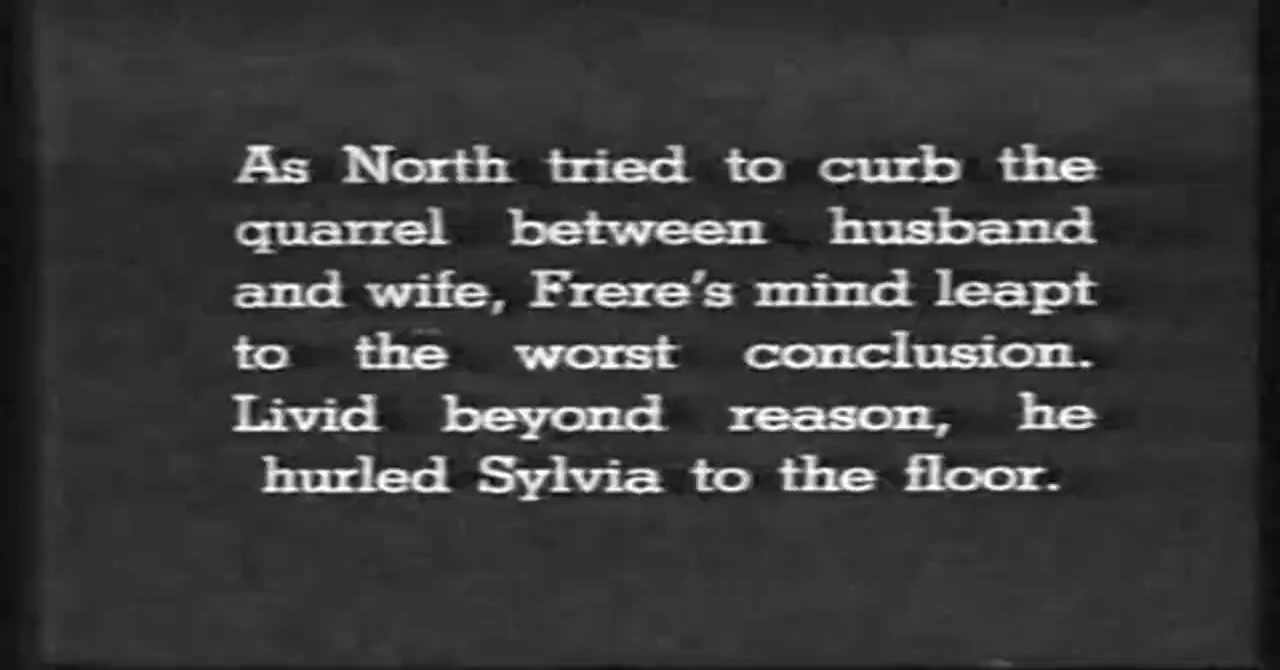 As North tried to curb the
quarrel between husband
and wife, Frere's mind leapt
to the worst conclusion.
Livid beyond reason, he
hurled Sylvia to the floor.